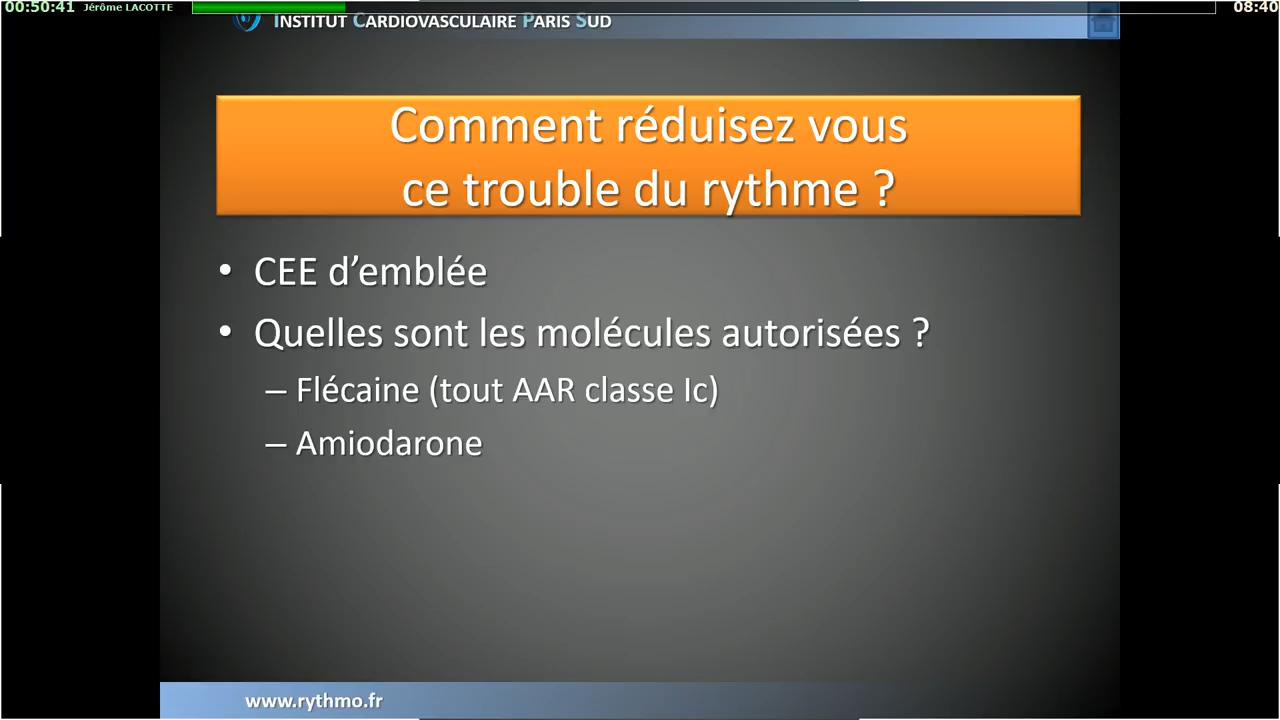 00:50:41 Jérôme LACOTTE 08:40
INSTITUT CARDIOVASCULAIRE PARIS SUD
Comment réduisez vous
ce trouble du rythme ?
• CEE d’emblée
• Quelles sont les molécules autorisées ?
– Flécaine (tout AAR classe Ic)
– Amiodarone
www.rythmo.fr